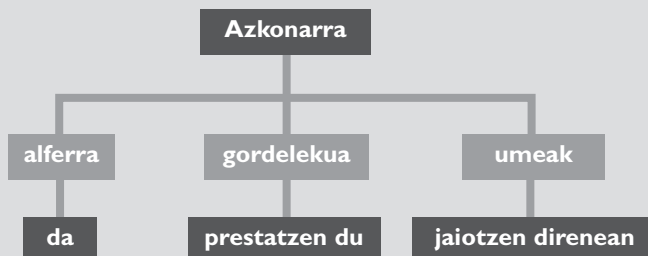 Azkonarra
alferra
gordelekua
umeak
da
prestatzen du
jaiotzen direnean